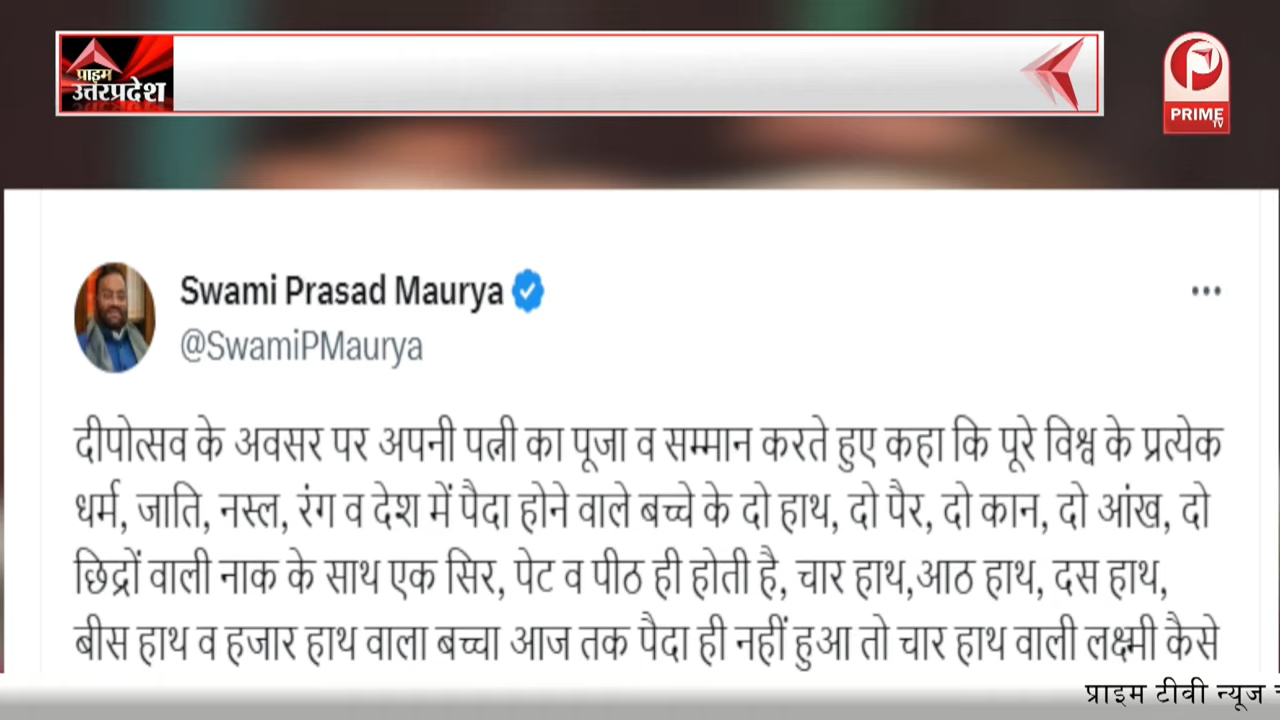 प्राइम
उत्तरप्रदेश
PRIME
TV
Swami Prasad Maurya
@SwamiPMaurya
दीपोत्सव के अवसर पर अपनी पत्नी का पूजा व सम्मान करते हुए कहा कि पूरे विश्व के प्रत्येक
धर्म, जाति, नस्ल, रंग व देश में पैदा होने वाले बच्चे के दो हाथ, दो पैर, दो कान, दो आंख, दो
छिद्रों वाली नाक के साथ एक सिर, पेट व पीठ ही होती है, चार हाथ,आठ हाथ, दस हाथ,
बीस हाथ व हजार हाथ वाला बच्चा आज तक पैदा ही नहीं हुआ तो चार हाथ वाली लक्ष्मी कैसे
प्राइम टीवी न्यूज